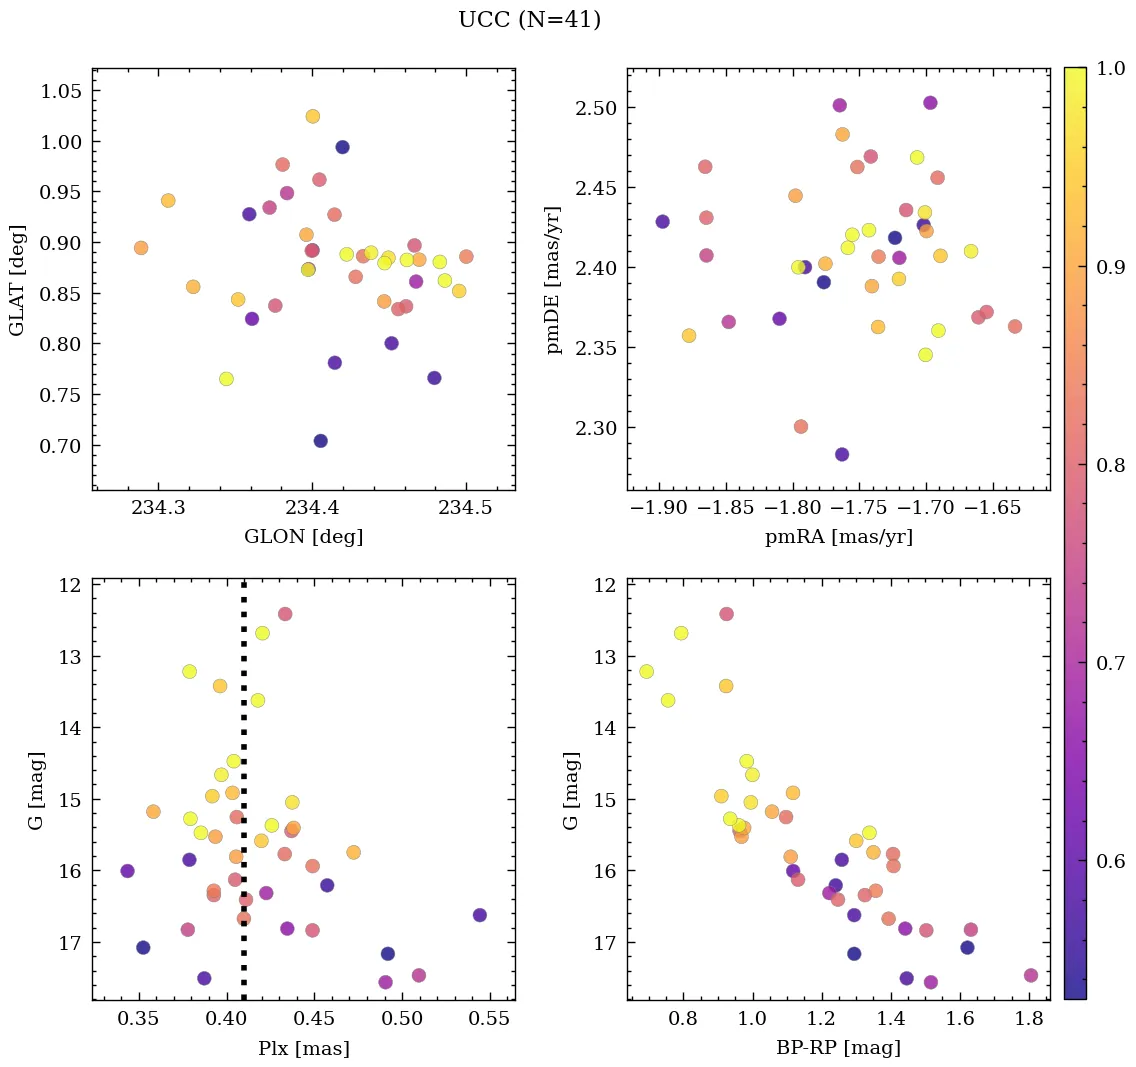 UCC (N=41)
1.05
1.00
0.95
0.90
0.85
0.80
0.75
0.70
GLAT [deg]
234.3 234.4 234.5
GLON [deg]
2.50
2.45
2.40
2.35
2.30
pmDE [mas/yr]
−1.90 −1.85 −1.80 −1.75 −1.70 −1.65
pmRA [mas/yr]
12
13
14
15
16
17
G [mag]
0.35 0.40 0.45 0.50 0.55
Plx [mas]
12
13
14
15
16
17
G [mag]
0.8 1.0 1.2 1.4 1.6 1.8
BP-RP [mag]
1.0
0.9
0.8
0.7
0.6